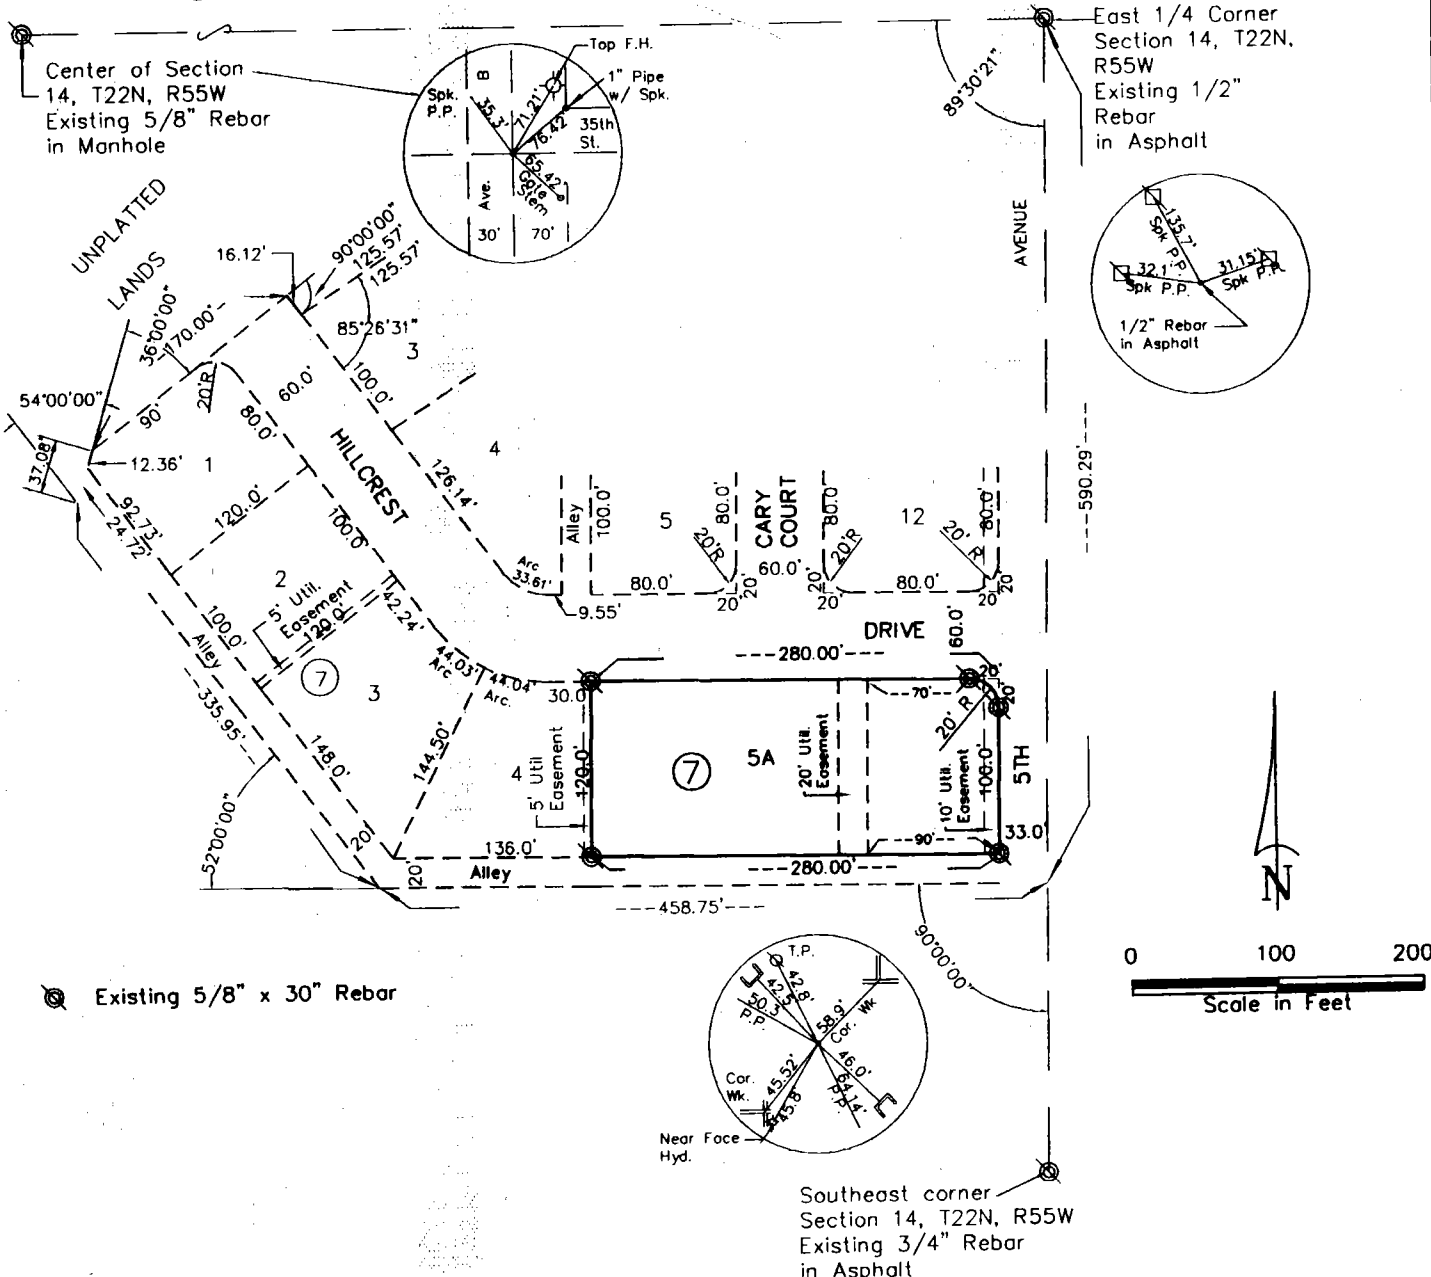 East 1/4 Corner
Section 14, T22N,
R55W
Existing 1/2"
Rebar
in Asphalt
Center of Section
14, T22N, R55W
Existing 5/8" Rebar
in Manhole
Top F.H.
1" Pipe
w/ Spk.
B
Spk.
P.P.
35.3'
71.21'
76.42'
35th
St.
65.42'
Gate
Stem
Ave.
30'
70'
89°30'21"
AVENUE
135.7'
Spk P.P.
32.1'
Spk P.P.
31.15'
Spk P.P.
1/2" Rebar
in Asphalt
UNPLATTED
LANDS
16.12'
90°00'00"
125.57'
125.57'
36°00'00"
170.00'
85°26'31"
3
54°00'00"
90'
20'R
60.0'
100.0'
80.0'
37.08'
12.36'
1
HILLCREST
4
126.14'
92.73'
24.72'
120.0'
100.0'
Alley
100.0'
5
80.0'
CARY
COURT
80.0'
12
80.0'
590.29'
20'R
60.0'
20'R
20' R
Arc
33.61'
80.0'
20'
20'
20'
20'
80.0'
20'
20'
9.55'
2
5' Util.
Easement
120.0'
42.24'
100.0'
Alley
DRIVE
60.0'
280.00'
44.03'
Arc
44.04'
Arc.
30.0'
70'
20'
20'
20' R
7
3
335.95'
148.0'
144.50'
4
5' Util
Easement
120.0'
7
5A
20' Util.
Easement
10' Util.
Easement
100.0'
5TH
33.0'
52°00'00"
20'
20'
136.0'
Alley
90'
280.00'
458.75'
90°00'00"
N
0 100 200
Scale in Feet
Existing 5/8" x 30" Rebar
T.P.
42.8'
42.5'
50.3'
P.P.
58.9'
Cor. Wk
46.0'
64.14'
P.P.
45.52'
45.8'
Cor.
Wk.
Near Face
Hyd.
Southeast corner
Section 14, T22N, R55W
Existing 3/4" Rebar
in Asphalt